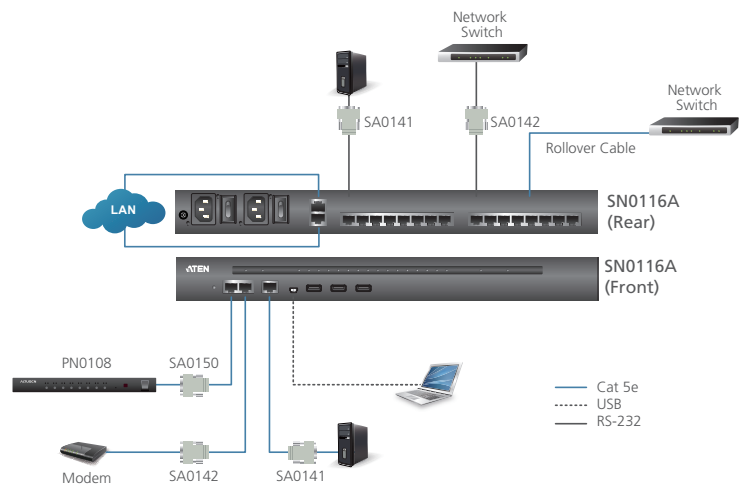 Network
Switch
Network
Switch
SA0141
SA0142
Rollover Cable
LAN
SN0116A
(Rear)
ATEN
SN0116A
(Front)
PN0108
SA0150
Cat 5e
USB
RS-232
Modem
SA0142
SA0141